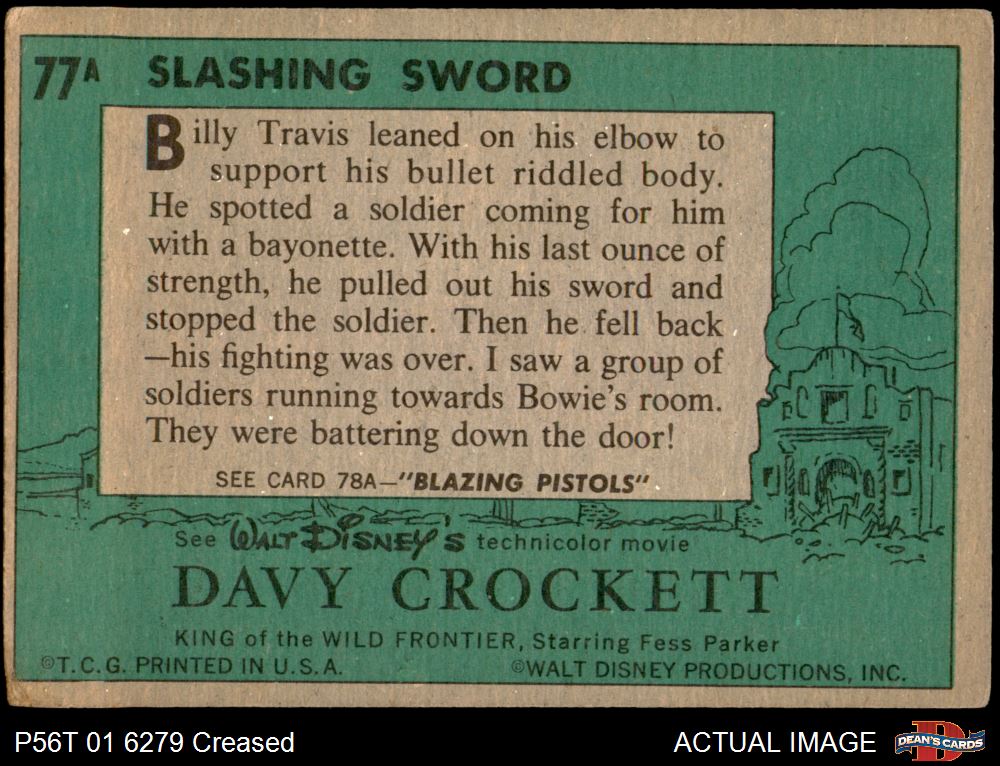 77A SLASHING SWORD
Billy Travis leaned on his elbow to
support his bullet riddled body.
He spotted a soldier coming for him
with a bayonette. With his last ounce of
strength, he pulled out his sword and
stopped the soldier. Then he fell back
—his fighting was over. I saw a group of
soldiers running towards Bowie's room.
They were battering down the door!
SEE CARD 78A—"BLAZING PISTOLS"
See WALT DISNEY'S technicolor movie
DAVY CROCKETT
KING of the WILD FRONTIER, Starring Fess Parker
©T.C.G. PRINTED IN U.S.A. ©WALT DISNEY PRODUCTIONS, INC.
P56T 01 6279 Creased ACTUAL IMAGE DEAN'S CARDS